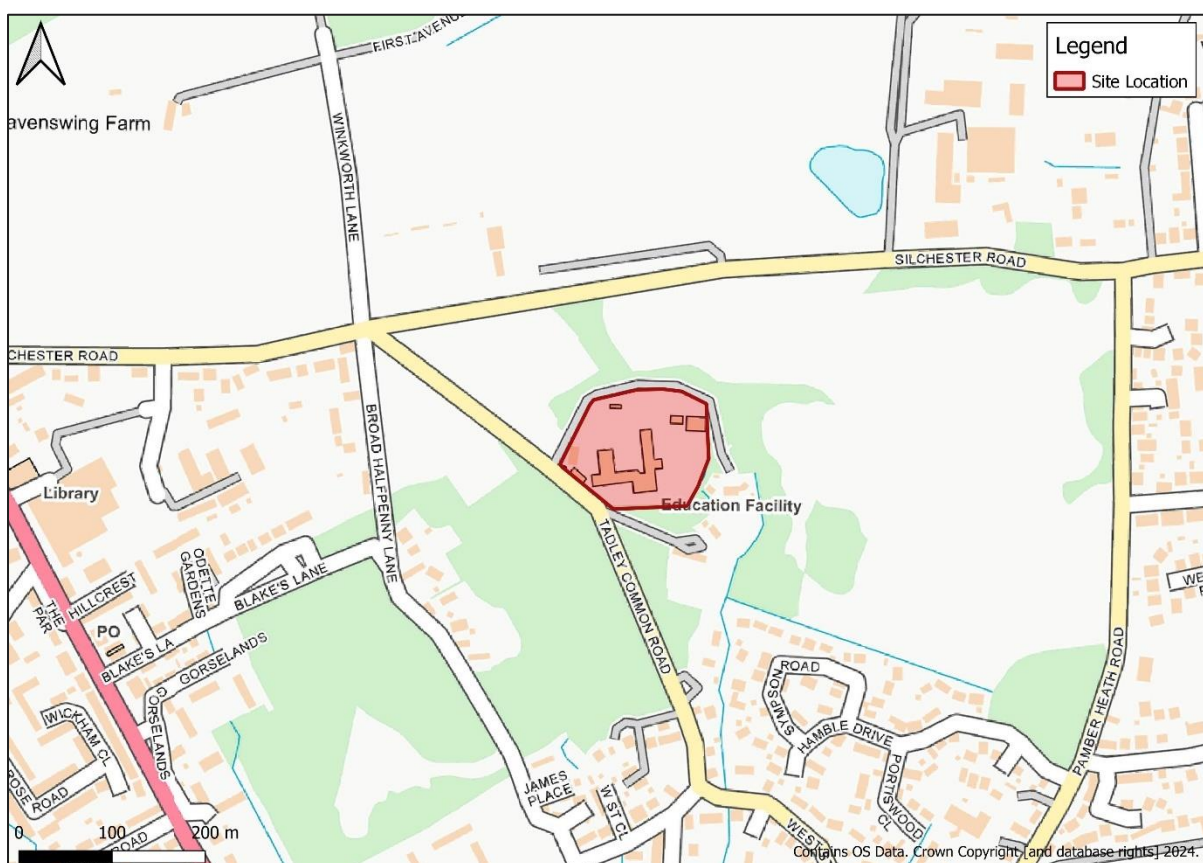 FIRST AVENUE
Legend
Site Location
avenswing Farm
WINKWORTH LANE
SILCHESTER ROAD
CHESTER ROAD
BROAD HALFPENNY LANE
Library
Education Facility
TADLEY COMMON ROAD
ODETTE
GARDENS
BLAKE'S LANE
HILLCREST
THE
PAR
PO
BLAKE'S LA
GORSELANDS
GORSELANDS
WICKHAM CL
ROSE
ROAD
ROAD
SYMPSON
ROAD
HAMBLE DRIVE
PORTISWOOD
CL
PAMBER HEATH ROAD
WE
JAMES
PLACE
W ST CL
WEST
0 100 200 m
Contains OS Data. Crown Copyright [and database rights] 2024.